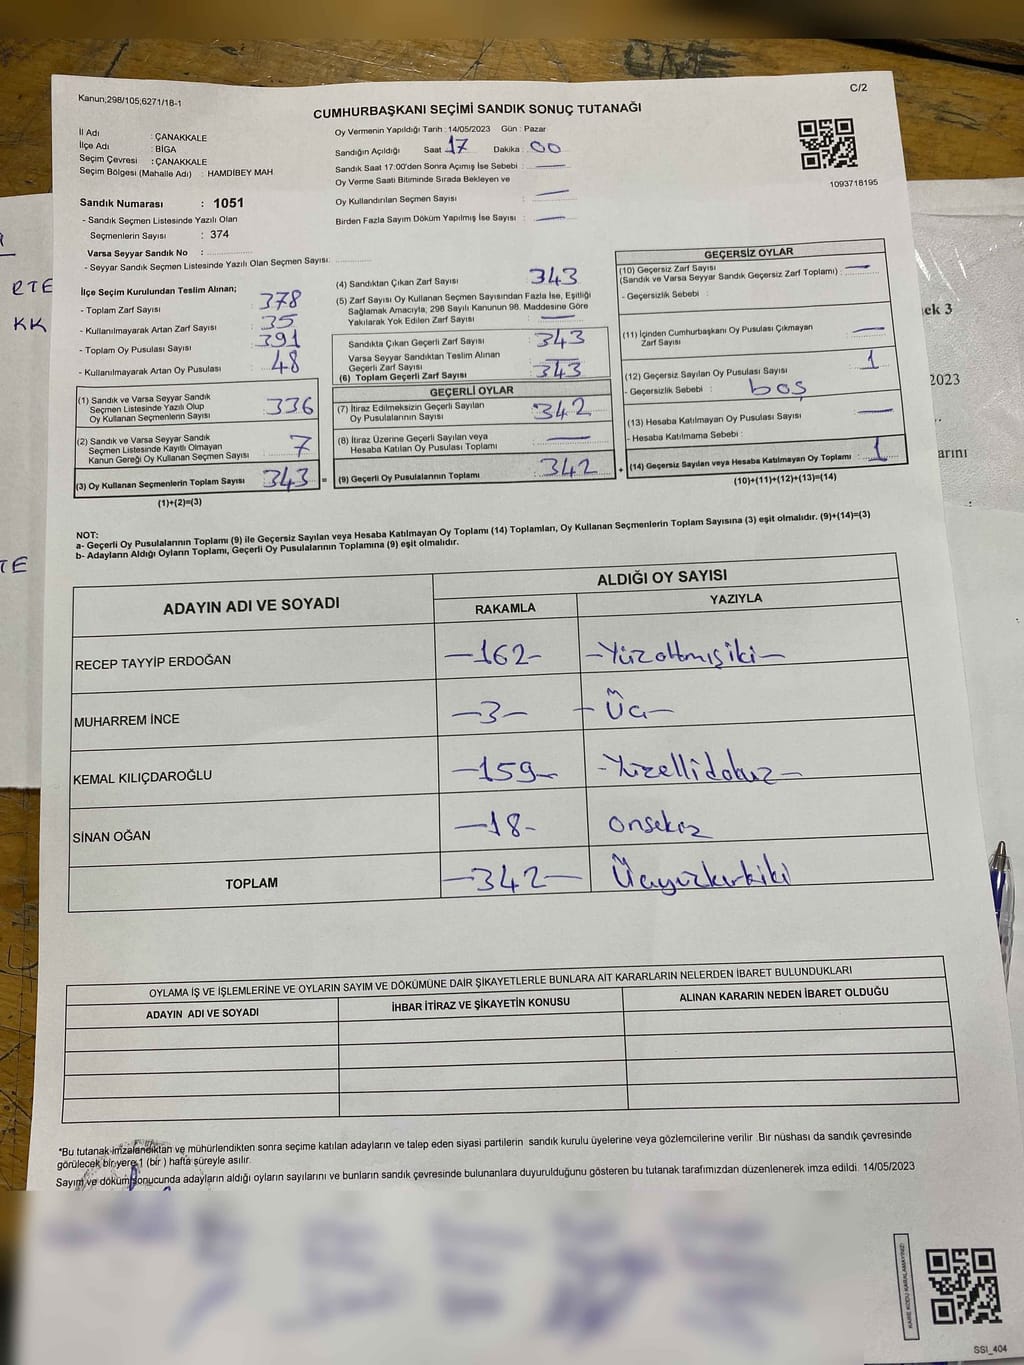 Kanun;298/105;6271/18-1
C/2
CUMHURBAŞKANI SEÇİMİ SANDIK SONUÇ TUTANAĞI
İl Adı : ÇANAKKALE
İlçe Adı : BİGA
Seçim Çevresi : ÇANAKKALE
Seçim Bölgesi (Mahalle Adı) : HAMDİBEY MAH
Oy Vermenin Yapıldığı Tarih : 14/05/2023 Gün : Pazar
Sandığın Açıldığı Saat 17 Dakika : 00
Sandık Saat 17:00'den Sonra Açımış İse Sebebi : —
Oy Verme Saati Bitiminde Sırada Bekleyen ve
Oy Kullandırılan Seçmen Sayısı : —
Birden Fazla Sayım Döküm Yapılmış İse Sayısı : —
1093718195
Sandık Numarası : 1051
- Sandık Seçmen Listesinde Yazılı Olan
Seçmenlerin Sayısı : 374
Varsa Seyyar Sandık No :
- Seyyar Sandık Seçmen Listesinde Yazılı Olan Seçmen Sayısı:
İlçe Seçim Kurulundan Teslim Alınan;
- Toplam Zarf Sayısı : 378
- Kullanılmayarak Artan Zarf Sayısı : 35
- Toplam Oy Pusulası Sayısı : 391
- Kullanılmayarak Artan Oy Pusulası : 48
(1) Sandık ve Varsa Seyyar Sandık
Seçmen Listesinde Yazılı Olup
Oy Kullanan Seçmenlerin Sayısı : 336
(2) Sandık ve Varsa Seyyar Sandık
Seçmen Listesinde Kayıtlı Olmayan
Kanun Gereği Oy Kullanan Seçmen Sayısı : 7
(3) Oy Kullanan Seçmenlerin Toplam Sayısı : 343 =
(1)+(2)=(3)
(4) Sandıktan Çıkan Zarf Sayısı : 343
(5) Zarf Sayısı Oy Kullanan Seçmen Sayısından Fazla İse, Eşitliği
Sağlamak Amacıyla, 298 Sayılı Kanunun 98. Maddesine Göre
Yakılarak Yok Edilen Zarf Sayısı : —
Sandıkta Çıkan Geçerli Zarf Sayısı : 343
Varsa Seyyar Sandıktan Teslim Alınan
Geçerli Zarf Sayısı : —
(6) Toplam Geçerli Zarf Sayısı : 343
GEÇERLİ OYLAR
(7) İtiraz Edilmeksizin Geçerli Sayılan
Oy Pusulalarının Sayısı : 342
(8) İtiraz Üzerine Geçerli Sayılan veya
Hesaba Katılan Oy Pusulası Toplamı : —
(9) Geçerli Oy Pusulalarının Toplamı : 342 +
GEÇERSİZ OYLAR
(10) Geçersiz Zarf Sayısı
(Sandık ve Varsa Seyyar Sandık Geçersiz Zarf Toplamı) : —
- Geçersizlik Sebebi :
(11) İçinden Cumhurbaşkanı Oy Pusulası Çıkmayan
Zarf Sayısı : —
(12) Geçersiz Sayılan Oy Pusulası Sayısı : 1
- Geçersizlik Sebebi : boş
(13) Hesaba Katılmayan Oy Pusulası Sayısı : —
- Hesaba Katılmama Sebebi :
(14) Geçersiz Sayılan veya Hesaba Katılmayan Oy Toplamı : 1
(10)+(11)+(12)+(13)=(14)
NOT:
a- Geçerli Oy Pusulalarının Toplamı (9) ile Geçersiz Sayılan veya Hesaba Katılmayan Oy Toplamı (14) Toplamları, Oy Kullanan Seçmenlerin Toplam Sayısına (3) eşit olmalıdır. (9)+(14)=(3)
b- Adayların Aldığı Oyların Toplamı, Geçerli Oy Pusulalarının Toplamına (9) eşit olmalıdır.
ADAYIN ADI VE SOYADI
ALDIĞI OY SAYISI
RAKAMLA YAZIYLA
RECEP TAYYİP ERDOĞAN —162— —Yüzaltmışiki—
MUHARREM İNCE —3— —Üç—
KEMAL KILIÇDAROĞLU —159— —Yüzellidokuz—
SİNAN OĞAN —18— onsekiz
TOPLAM —342— Üçyüzkırkiki
OYLAMA İŞ VE İŞLEMLERİNE VE OYLARIN SAYIM VE DÖKÜMÜNE DAİR ŞİKAYETLERLE BUNLARA AİT KARARLARIN NELERDEN İBARET BULUNDUKLARI
ADAYIN ADI VE SOYADI İHBAR İTİRAZ VE ŞİKAYETİN KONUSU ALINAN KARARIN NEDEN İBARET OLDUĞU
*Bu tutanak imzalandıktan ve mühürlendikten sonra seçime katılan adayların ve talep eden siyasi partilerin sandık kurulu üyelerine veya gözlemcilerine verilir .Bir nüshası da sandık çevresinde
görülecek bir yere 1 (bir ) hafta süreyle asılır.
Sayım ve döküm sonucunda adayların aldığı oyların sayılarını ve bunların sandık çevresinde bulunanlara duyurulduğunu gösteren bu tutanak tarafımızdan düzenlenerek imza edildi. 14/05/2023
KARE KODU KARALAMAYINIZ!
SSI_404
RTE
KK
TE
ek 3
2023
arını